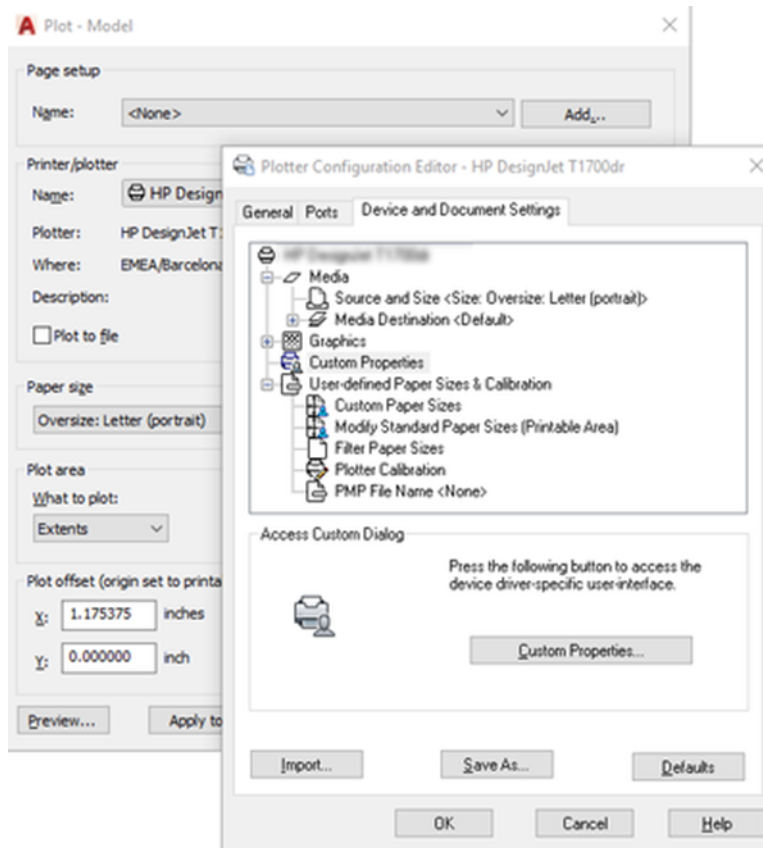 Plot - Model
Page setup
Name:
<None>
Add...
Printer/plotter
Name:
HP Design
Plotter:
HP DesignJet T1
Where:
EMEA/Barcelona
Description:
Plot to file
Paper size
Oversize: Letter (portrait)
Plot area
What to plot:
Extents
Plot offset (origin set to printa
X:
1.175375
inches
Y:
0.000000
inch
Preview...
Apply to
Plotter Configuration Editor - HP DesignJet T1700dr
General Ports Device and Document Settings
Media
Source and Size <Size: Oversize: Letter (portrait)>
Media Destination <Default>
Graphics
Custom Properties
User-defined Paper Sizes & Calibration
Custom Paper Sizes
Modify Standard Paper Sizes (Printable Area)
Filter Paper Sizes
Plotter Calibration
PMP File Name <None>
Access Custom Dialog
Press the following button to access the
device driver-specific user-interface.
Custom Properties...
Import...
Save As...
Defaults
OK
Cancel
Help